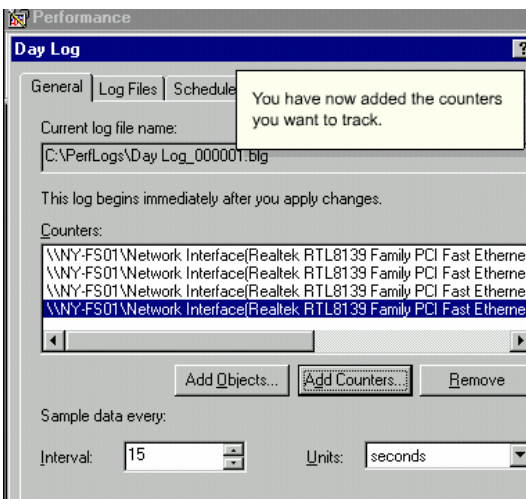 Performance
Day Log
?
General
Log Files
Schedule
You have now added the counters
you want to track.
Current log file name:
C:\PerfLogs\Day Log_000001.blg
This log begins immediately after you apply changes.
Counters:
\\NY-FS01\Network Interface(Realtek RTL8139 Family PCI Fast Etherne
\\NY-FS01\Network Interface(Realtek RTL8139 Family PCI Fast Etherne
\\NY-FS01\Network Interface(Realtek RTL8139 Family PCI Fast Etherne
\\NY-FS01\Network Interface(Realtek RTL8139 Family PCI Fast Etherne
Add Objects...
Add Counters...
Remove
Sample data every:
Interval:
15
Units:
seconds